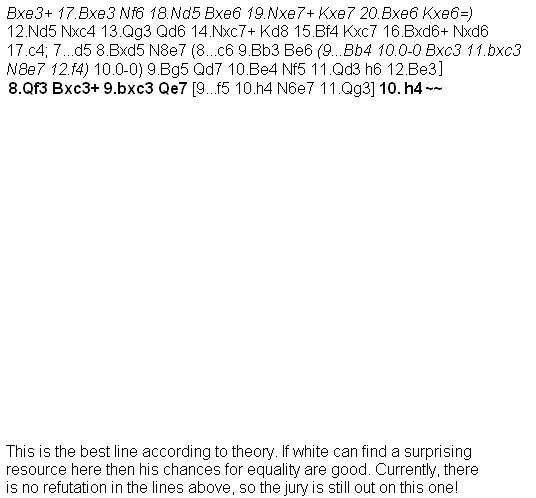 Bxe3+ 17.Bxe3 Nf6 18.Nd5 Bxe6 19.Nxe7+ Kxe7 20.Bxe6 Kxe6=)
12.Nd5 Nxc4 13.Qg3 Qd6 14.Nxc7+ Kd8 15.Bf4 Kxc7 16.Bxd6+ Nxd6
17.c4; 7...d5 8.Bxd5 N8e7 (8...c6 9.Bb3 Be6 (9...Bb4 10.0-0 Bxc3 11.bxc3
N8e7 12.f4) 10.0-0) 9.Bg5 Qd7 10.Be4 Nf5 11.Qd3 h6 12.Be3]
8.Qf3 Bxc3+ 9.bxc3 Qe7 [9...f5 10.h4 N6e7 11.Qg3] 10. h4 ~~
This is the best line according to theory. If white can find a surprising
resource here then his chances for equality are good. Currently, there
is no refutation in the lines above, so the jury is still out on this one!